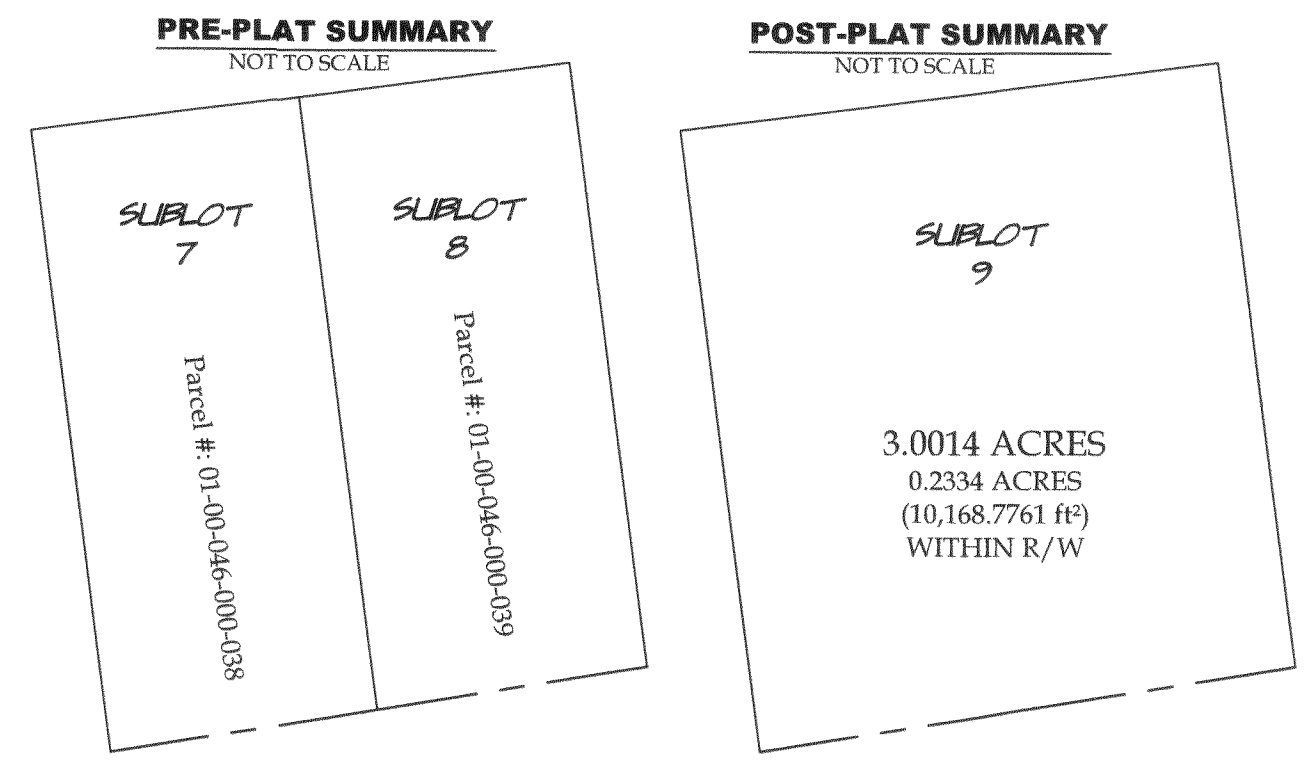 PRE-PLAT SUMMARY
NOT TO SCALE
SUBLOT
7
Parcel #: 01-00-046-000-038
SUBLOT
8
Parcel #: 01-00-046-000-039
POST-PLAT SUMMARY
NOT TO SCALE
SUBLOT
9
3.0014 ACRES
0.2334 ACRES
(10,168.7761 ft²)
WITHIN R/W